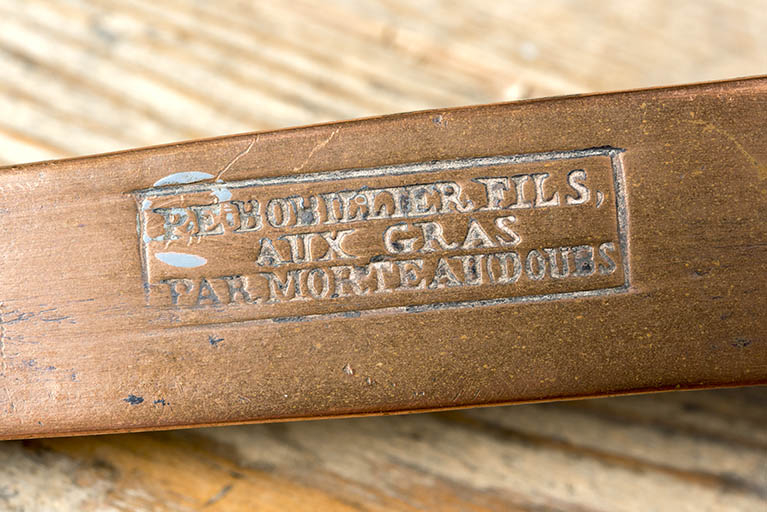 P.E. BOHILLIER FILS,
AUX GRAS
PAR MORTEAU DOUBS